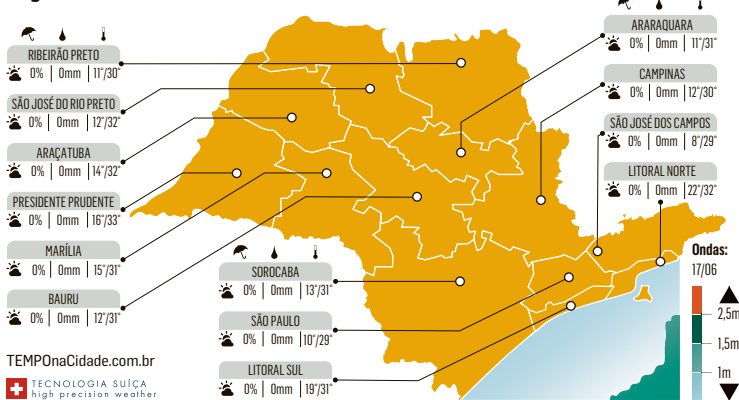 RIBEIRÃO PRETO
0% | 0mm | 11°/30°
SÃO JOSÉ DO RIO PRETO
0% | 0mm | 12°/32°
ARAÇATUBA
0% | 0mm | 14°/32°
PRESIDENTE PRUDENTE
0% | 0mm | 16°/33°
MARÍLIA
0% | 0mm | 15°/31°
BAURU
0% | 0mm | 12°/31°
SOROCABA
0% | 0mm | 13°/31°
SÃO PAULO
0% | 0mm | 10°/29°
LITORAL SUL
0% | 0mm | 19°/31°
ARARAQUARA
0% | 0mm | 11°/31°
CAMPINAS
0% | 0mm | 12°/30°
SÃO JOSÉ DOS CAMPOS
0% | 0mm | 8°/29°
LITORAL NORTE
0% | 0mm | 22°/32°
Ondas:
17/06
2,5m
1,5m
1m
TEMPOnaCidade.com.br
TECNOLOGIA SUÍÇA
high precision weather